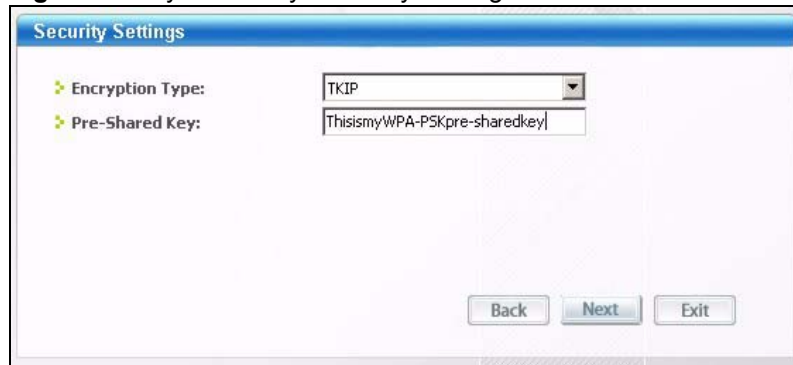 Security Settings
Encryption Type: TKIP
Pre-Shared Key: ThisismyWPA-PSKpre-sharedkey
Back Next Exit